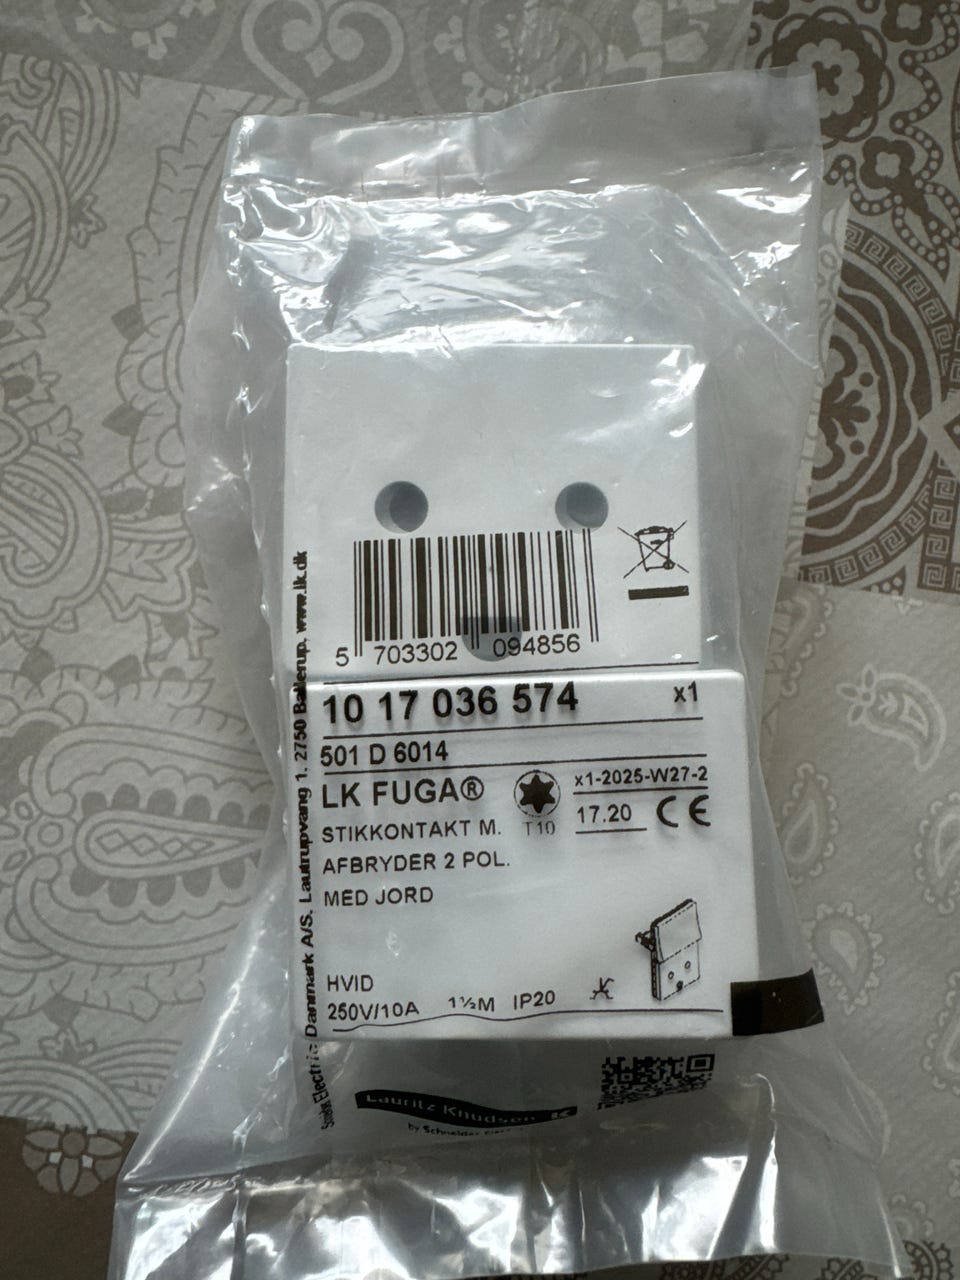 5 703302 094856
10 17 036 574 x1
501 D 6014
LK FUGA®
x1-2025-W27-2
STIKKONTAKT M.
T10
17.20 CE
AFBRYDER 2 POL.
MED JORD
HVID
250V/10A 1½M IP20
Electric Danmark A/S. Lautrupvang 1, 2750 Ballerup, www.lk.dk
Lauritz Knudsen
by Schneider